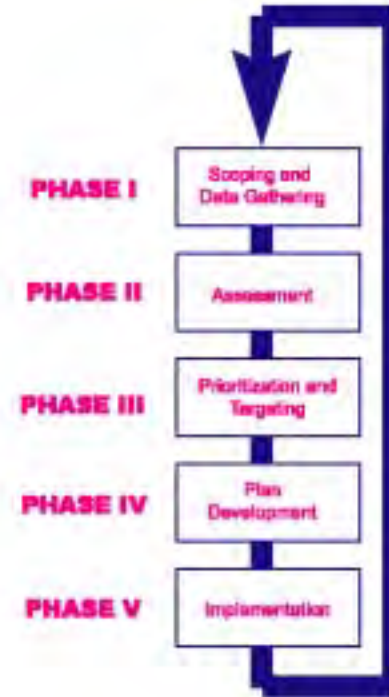 PHASE I
Scoping and
Data Gathering
PHASE II
Assessment
PHASE III
Prioritization and
Targeting
PHASE IV
Plan
Development
PHASE V
Implementation